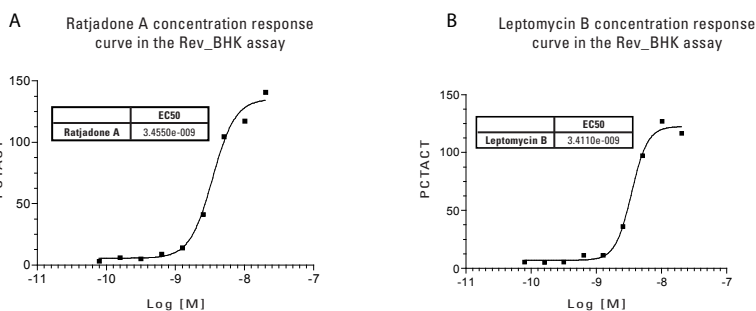 A
Ratjadone A concentration response
curve in the Rev_BHK assay
150
100
50
0
PCTACT
EC50
Ratjadone A 3.4550e-009
-11 -10 -9 -8 -7
Log [M]
B
Leptomycin B concentration response
curve in the Rev_BHK assay
150
100
50
0
PCTACT
EC50
Leptomycin B 3.4110e-009
-11 -10 -9 -8 -7
Log [M]